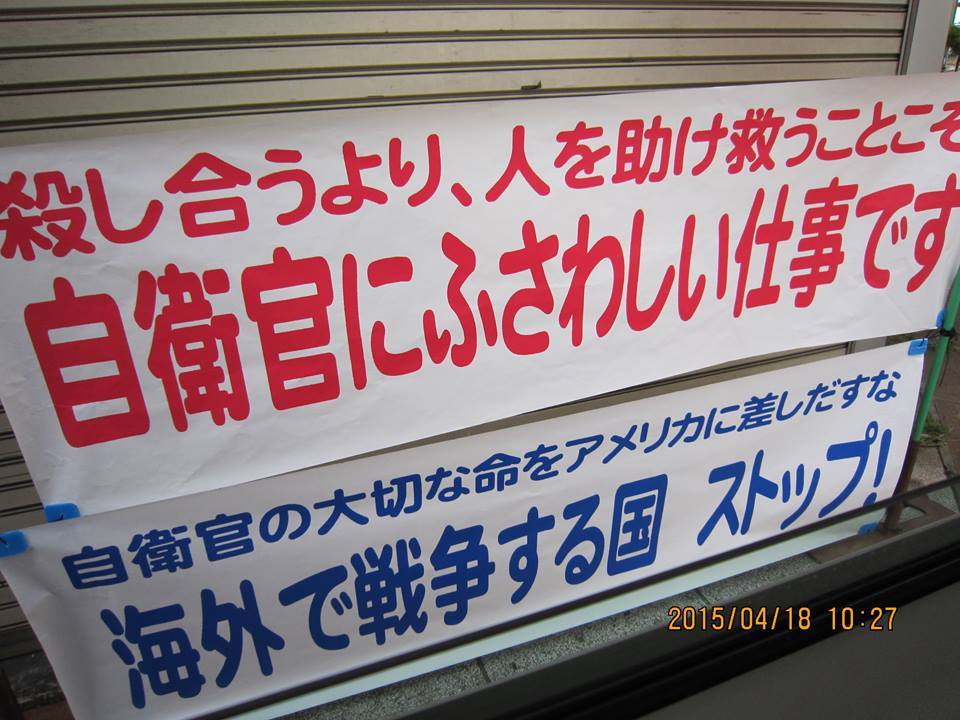 殺し合うより、人を助け救うことこそ
自衛官にふさわしい仕事です
自衛官の大切な命をアメリカに差しだすな
海外で戦争する国 ストップ!
2015/04/18 10:27